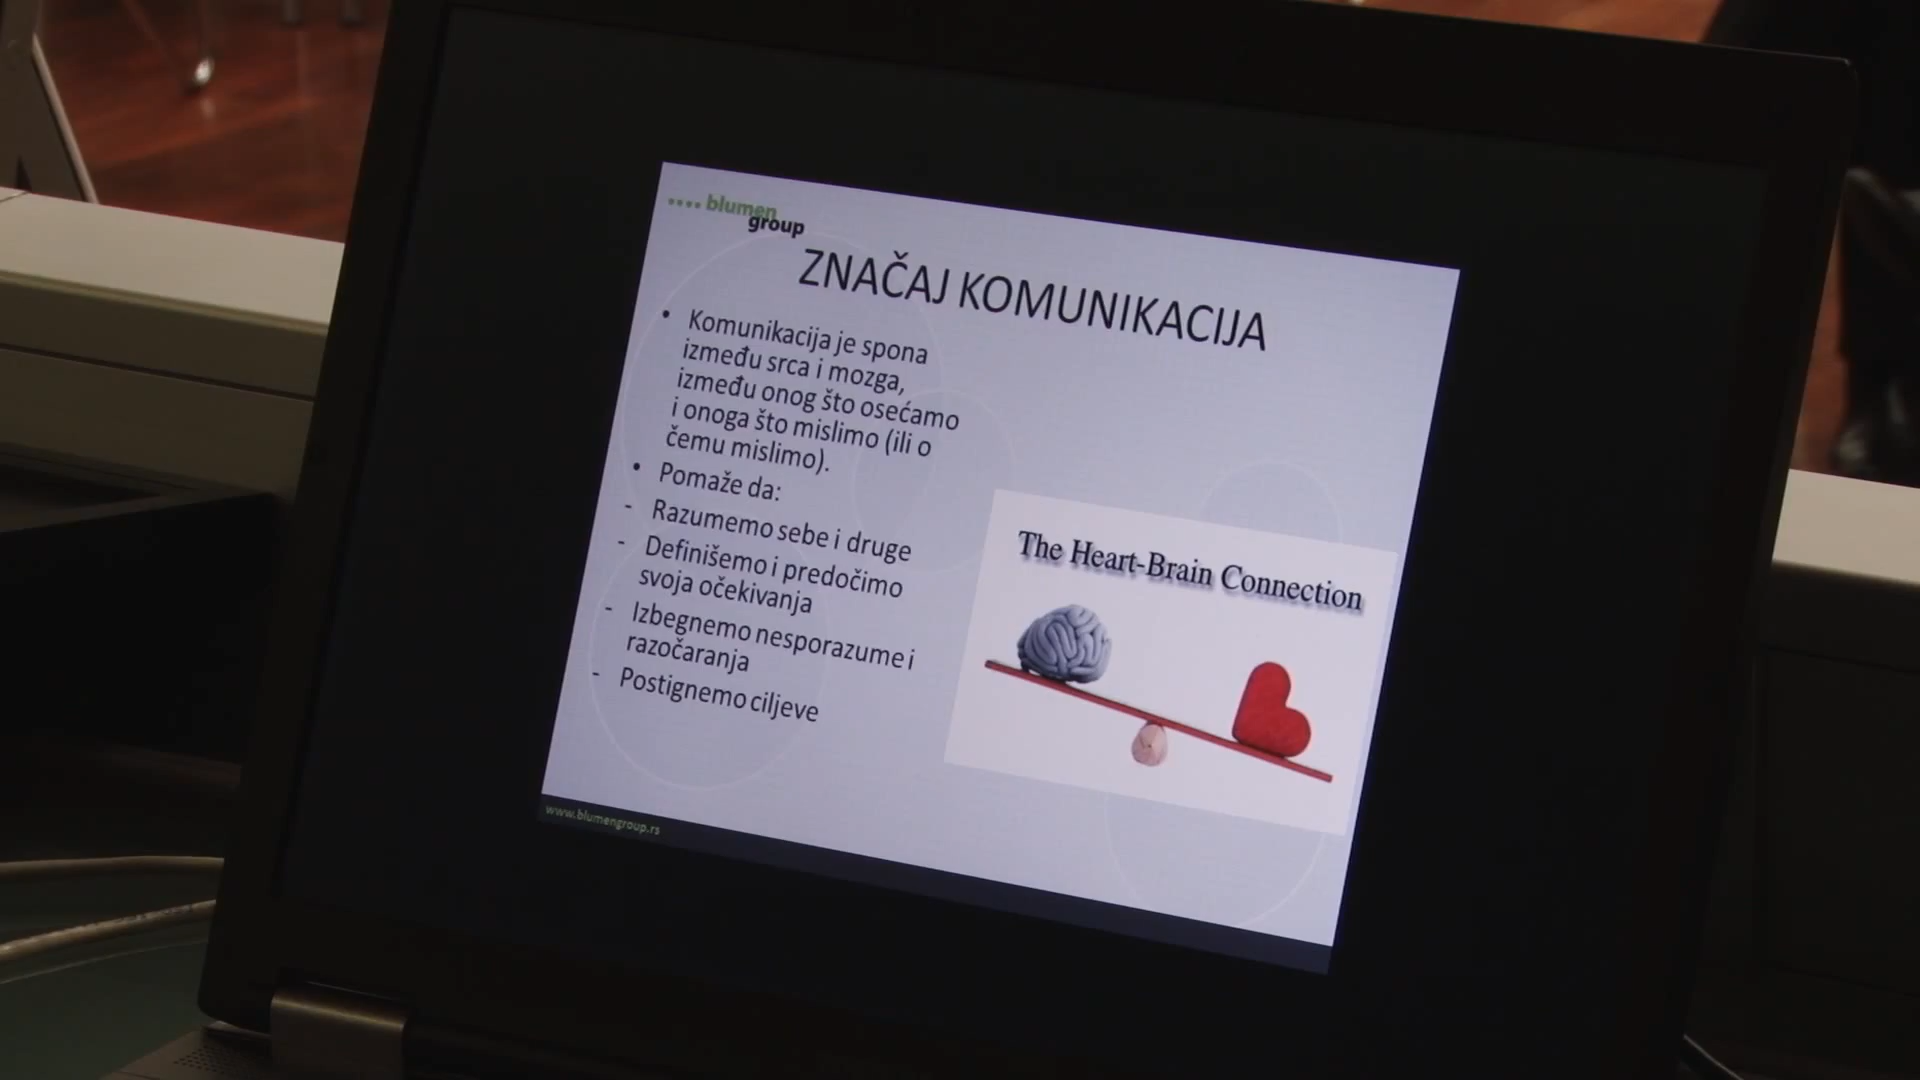 .... blumen
group
ZNAČAJ KOMUNIKACIJA
• Komunikacija je spona
između srca i mozga,
između onog što osećamo
i onoga što mislimo (ili o
čemu mislimo).
• Pomaže da:
- Razumemo sebe i druge
- Definišemo i predočimo
svoja očekivanja
- Izbegnemo nesporazume i
razočaranja
- Postignemo ciljeve
The Heart-Brain Connection
www.blumengroup.rs